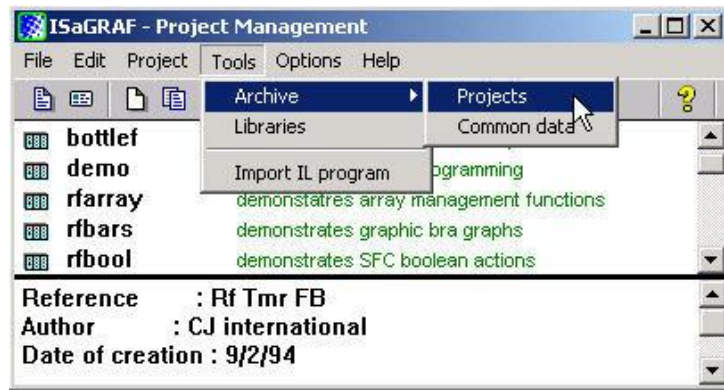 ISaGRAF - Project Management
File Edit Project Tools Options Help
Archive
Projects
Libraries
Common data
Import IL program
bottlef
demo
ogramming
rfarray
demonstatres array management functions
rfbars
demonstrates graphic bra graphs
rfbool
demonstrates SFC boolean actions
Reference : Rf Tmr FB
Author : CJ international
Date of creation : 9/2/94